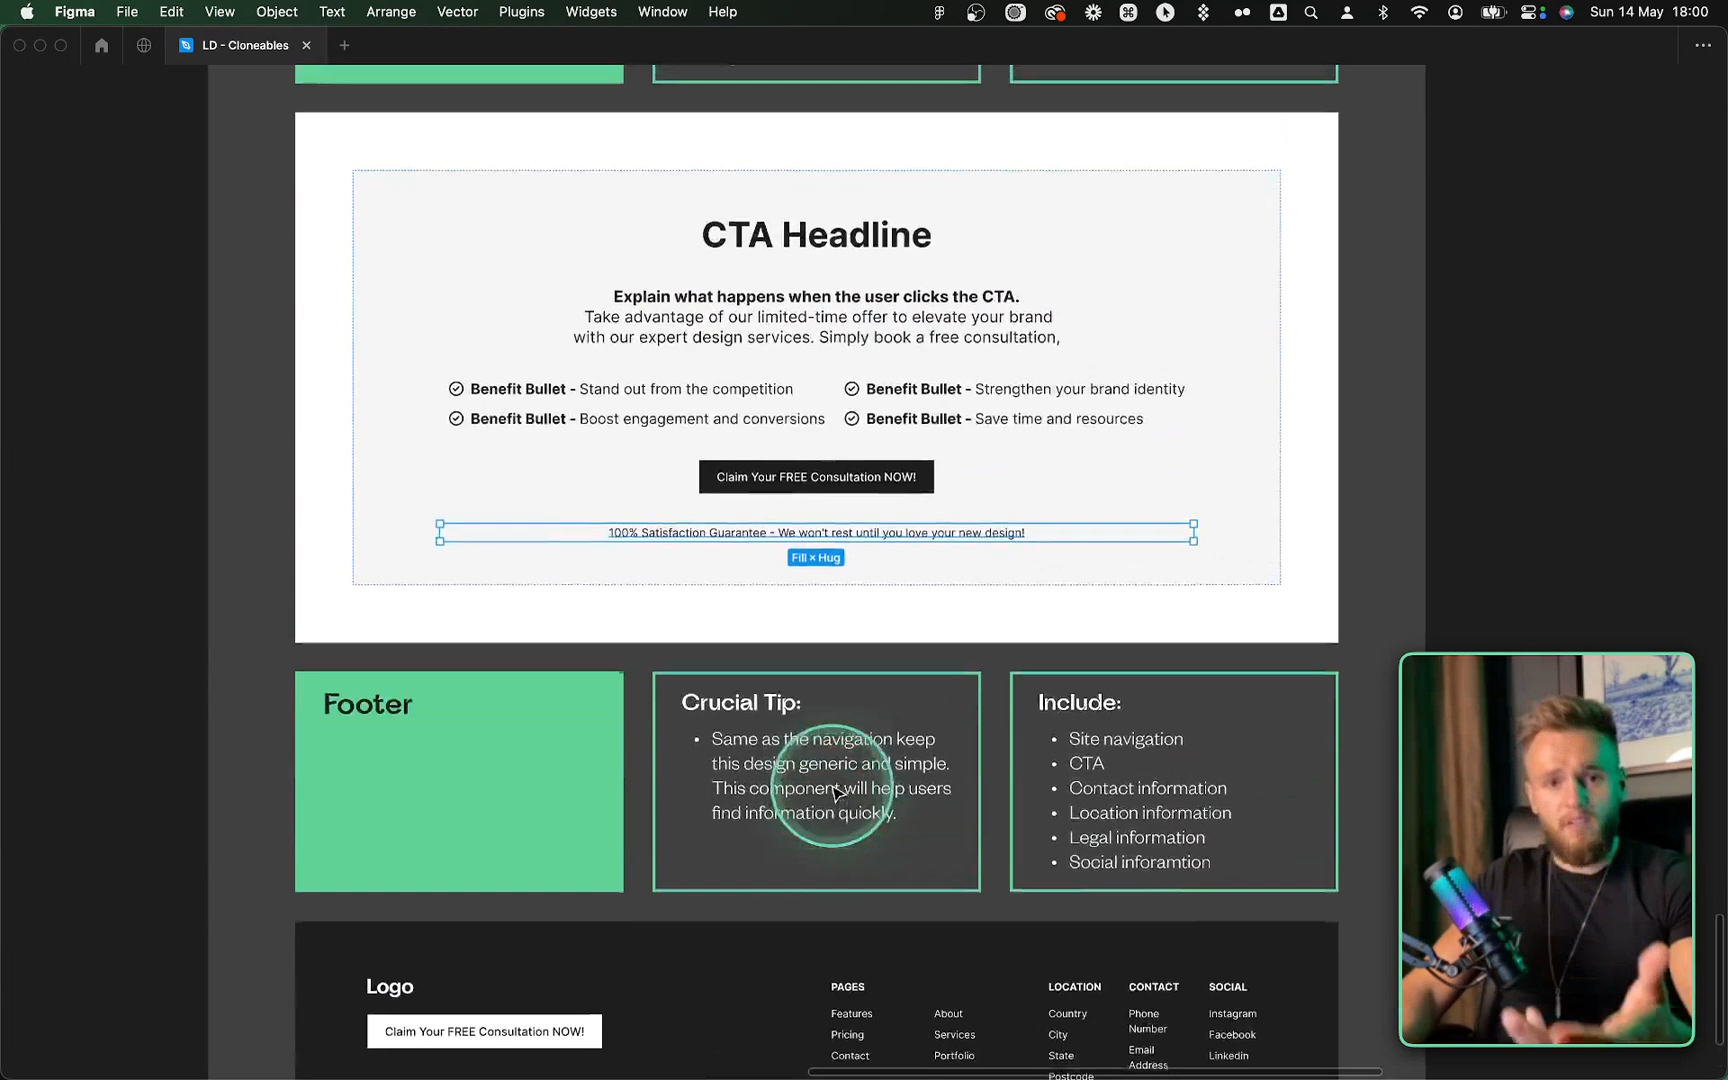 Figma File Edit View Object Text Arrange Vector Plugins Widgets Window Help
Sun 14 May 18:00
LD - Cloneables
CTA Headline
Explain what happens when the user clicks the CTA.
Take advantage of our limited-time offer to elevate your brand
with our expert design services. Simply book a free consultation,
Benefit Bullet - Stand out from the competition
Benefit Bullet - Strengthen your brand identity
Benefit Bullet - Boost engagement and conversions
Benefit Bullet - Save time and resources
Claim Your FREE Consultation NOW!
100% Satisfaction Guarantee - We won't rest until you love your new design!
Fill × Hug
Footer
Crucial Tip:
• Same as the navigation keep
this design generic and simple.
This component will help users
find information quickly.
Include:
• Site navigation
• CTA
• Contact information
• Location information
• Legal information
• Social inforamtion
Logo
Claim Your FREE Consultation NOW!
PAGES
Features
Pricing
Contact
About
Services
Portfolio
LOCATION
Country
City
State
Postcode
CONTACT
Phone
Number
Email
Address
SOCIAL
Instagram
Facebook
Linkedin